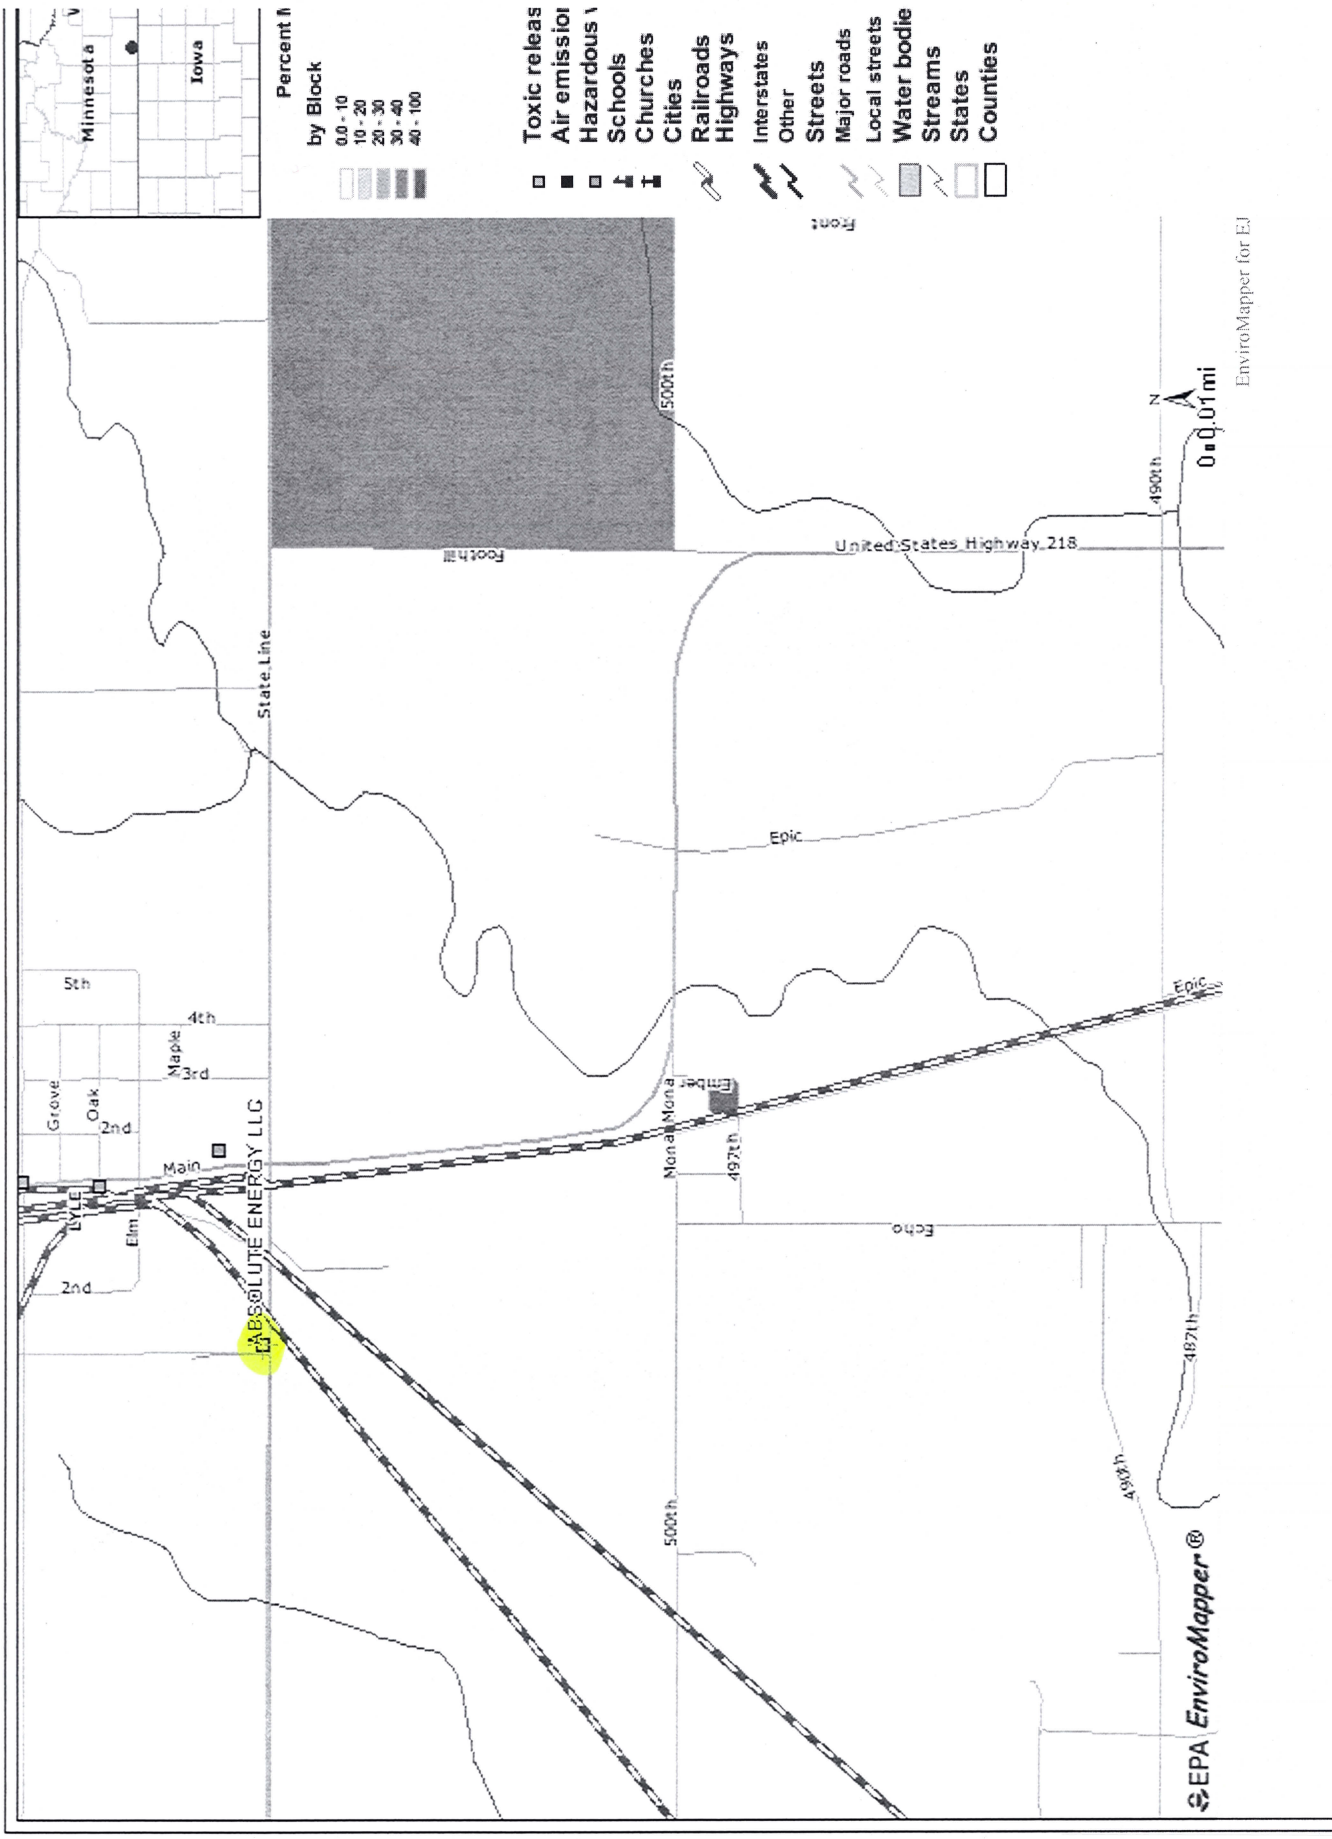 Minnesota
Iowa
Percent
by Block
0.0 - 10
10 - 20
20 - 30
30 - 40
40 - 100
Toxic releas
Air emission
Hazardous
Schools
Churches
Cities
Railroads
Highways
Interstates
Other
Streets
Major roads
Local streets
Water bodie
Streams
States
Counties
LYLE
2nd
Elm
Grove
Oak
2nd
Main
Maple
3rd
4th
5th
ABSOLUTE ENERGY LLC
State Line
Foothill
500th
Front
500th
Mona
Mona
Ember
497th
Echo
Epic
Epic
United States Highway 218
490th
490th
487th
N
0 0.01 mi
EPA EnviroMapper®
EnviroMapper for EJ